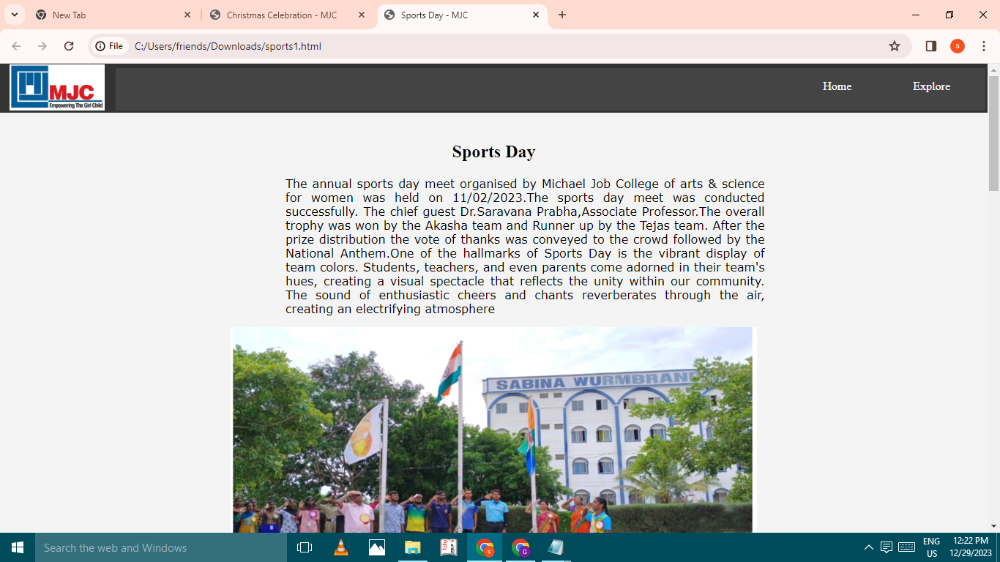 New Tab
Christmas Celebration - MJC
Sports Day - MJC
File
C:/Users/friends/Downloads/sports1.html
S
MJC
Empowering The Girl Child
Home
Explore
Sports Day
The annual sports day meet organised by Michael Job College of arts & science
for women was held on 11/02/2023.The sports day meet was conducted
successfully. The chief guest Dr.Saravana Prabha,Associate Professor.The overall
trophy was won by the Akasha team and Runner up by the Tejas team. After the
prize distribution the vote of thanks was conveyed to the crowd followed by the
National Anthem.One of the hallmarks of Sports Day is the vibrant display of
team colors. Students, teachers, and even parents come adorned in their team's
hues, creating a visual spectacle that reflects the unity within our community.
The sound of enthusiastic cheers and chants reverberates through the air,
creating an electrifying atmosphere
SABINA WURMBRAN
Search the web and Windows
S
G
ENG
US
12:22 PM
12/29/2023